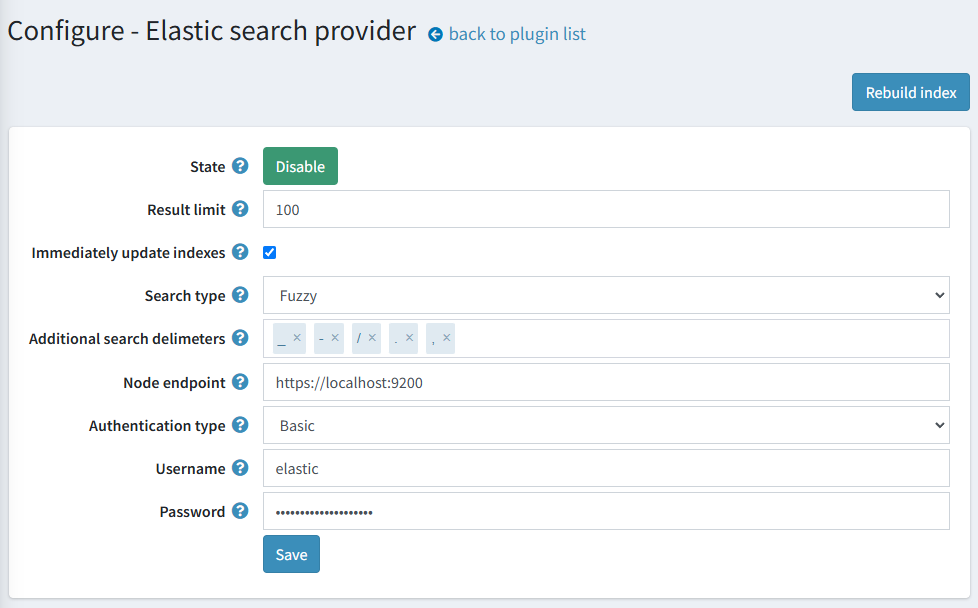 Configure - Elastic search provider back to plugin list
Rebuild index
State ? Disable
Result limit ? 100
Immediately update indexes ?
Search type ? Fuzzy
Additional search delimeters ? _ × - × / × . × , ×
Node endpoint ? https://localhost:9200
Authentication type ? Basic
Username ? elastic
Password ? ••••••••••••••••••••
Save